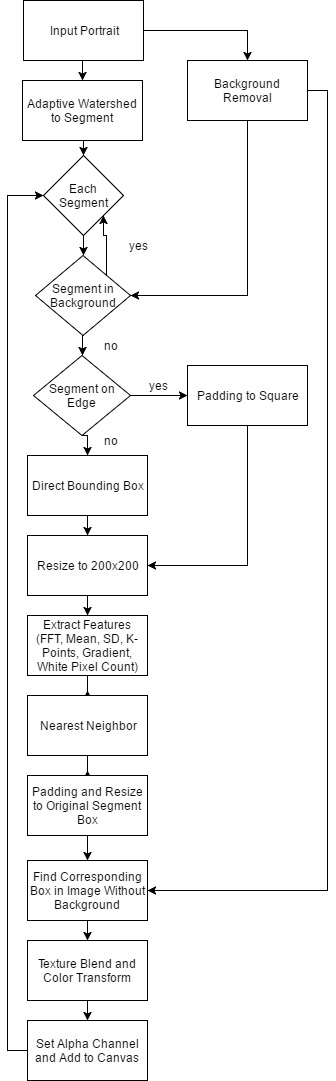 Input Portrait
Adaptive Watershed
to Segment
Background
Removal
Each
Segment
yes
Segment in
Background
no
Segment on
Edge
yes
Padding to Square
no
Direct Bounding Box
Resize to 200x200
Extract Features
(FFT, Mean, SD, K-
Points, Gradient,
White Pixel Count)
Nearest Neighbor
Padding and Resize
to Original Segment
Box
Find Corresponding
Box in Image Without
Background
Texture Blend and
Color Transform
Set Alpha Channel
and Add to Canvas